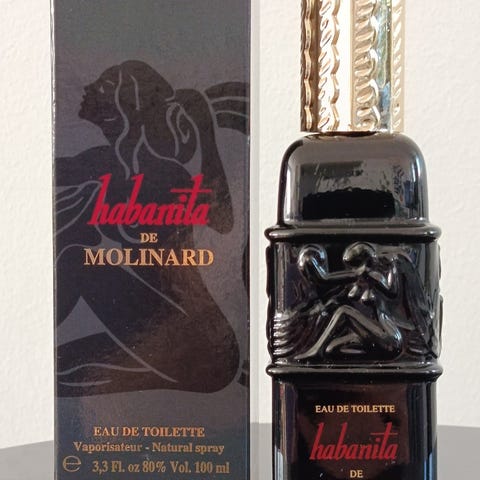 habanita
DE
MOLINARD
EAU DE TOILETTE
Vaporisateur - Natural spray
℮ 3,3 Fl. oz 80% Vol. 100 ml
EAU DE TOILETTE
habanita
DE